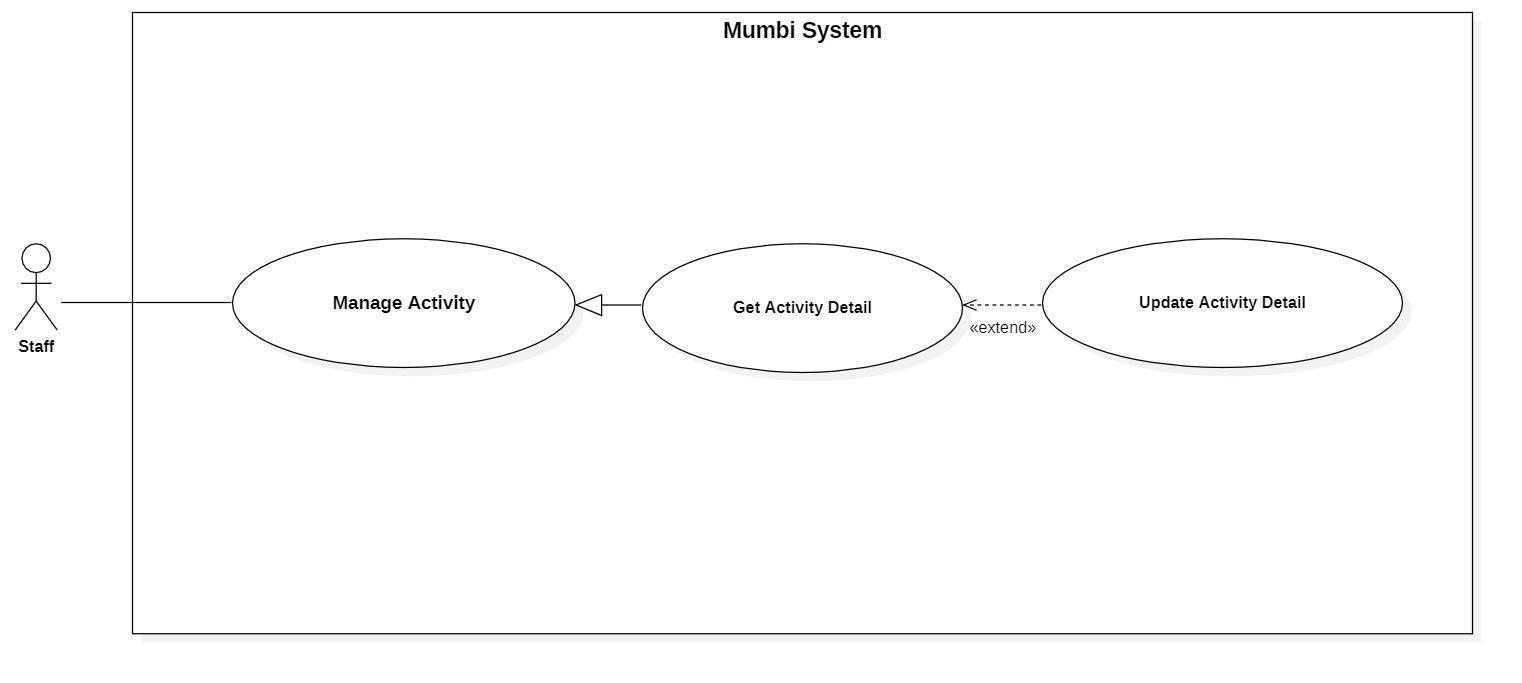 Mumbi System
Staff
Manage Activity
Get Activity Detail
«extend»
Update Activity Detail